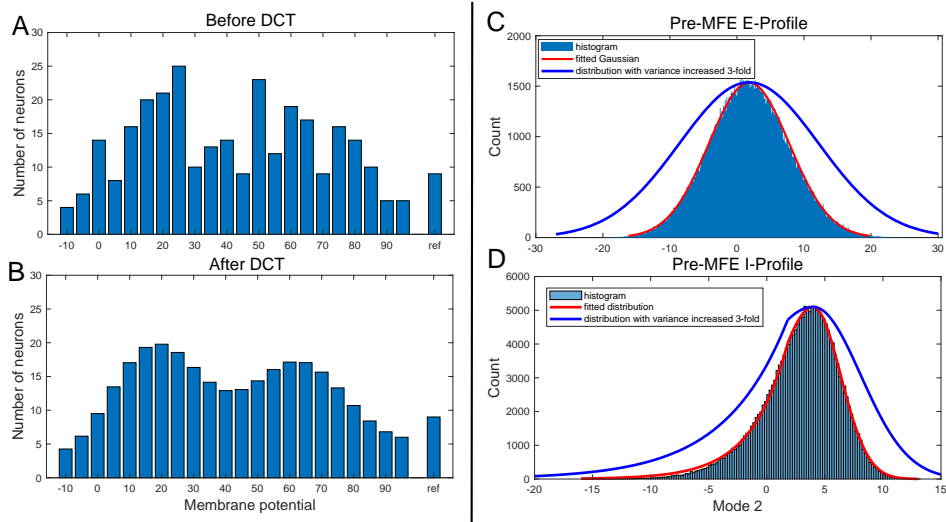 A
Before DCT
Number of neurons
30
25
20
15
10
5
0
-10 0 10 20 30 40 50 60 70 80 90 ref
B
After DCT
Number of neurons
30
25
20
15
10
5
0
-10 0 10 20 30 40 50 60 70 80 90 ref
Membrane potential
C
Pre-MFE E-Profile
histogram
fitted Gaussian
distribution with variance increased 3-fold
Count
2000
1500
1000
500
0
-30 -20 -10 0 10 20 30
D
Pre-MFE I-Profile
histogram
fitted distribution
distribution with variance increased 3-fold
Count
6000
5000
4000
3000
2000
1000
0
-20 -15 -10 -5 0 5 10 15
Mode 2